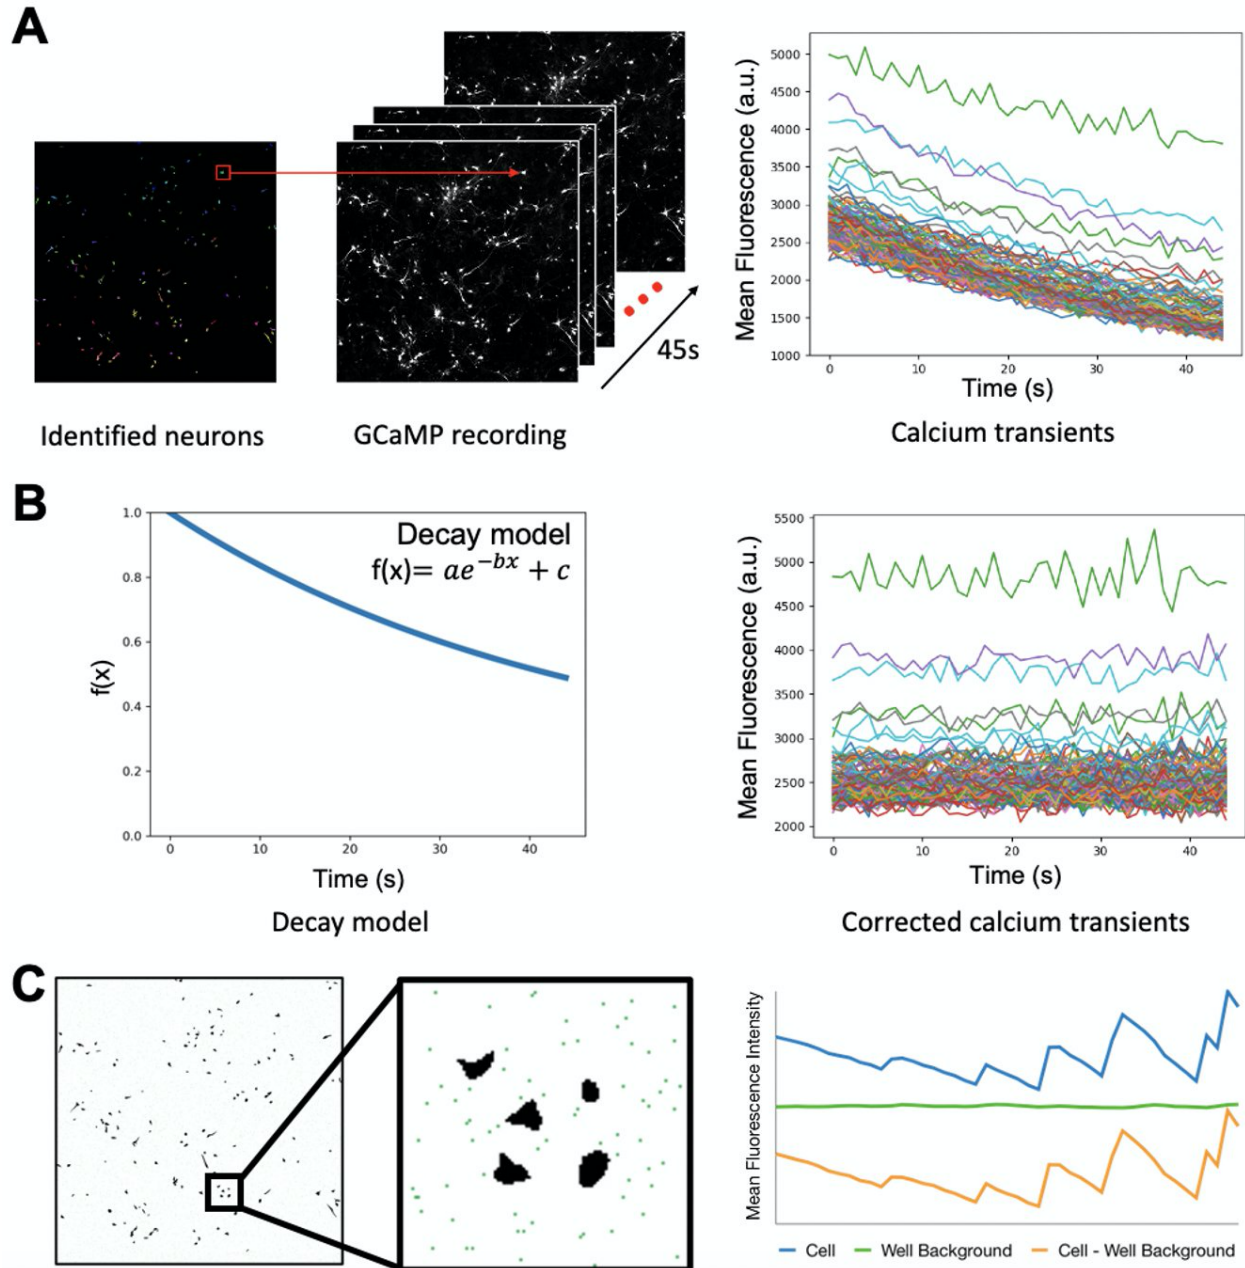 A
45s
Identified neurons
GCaMP recording
Mean Fluorescence (a.u.)
5000
4500
4000
3500
3000
2500
2000
1500
1000
0 10 20 30 40
Time (s)
Calcium transients
B
Decay model
f(x)= ae^{-bx} + c
f(x)
1.0
0.8
0.6
0.4
0.2
0.0
0 10 20 30 40
Time (s)
Decay model
Mean Fluorescence (a.u.)
5500
5000
4500
4000
3500
3000
2500
2000
0 10 20 30 40
Time (s)
Corrected calcium transients
C
Mean Fluorescence Intensity
Cell Well Background Cell - Well Background